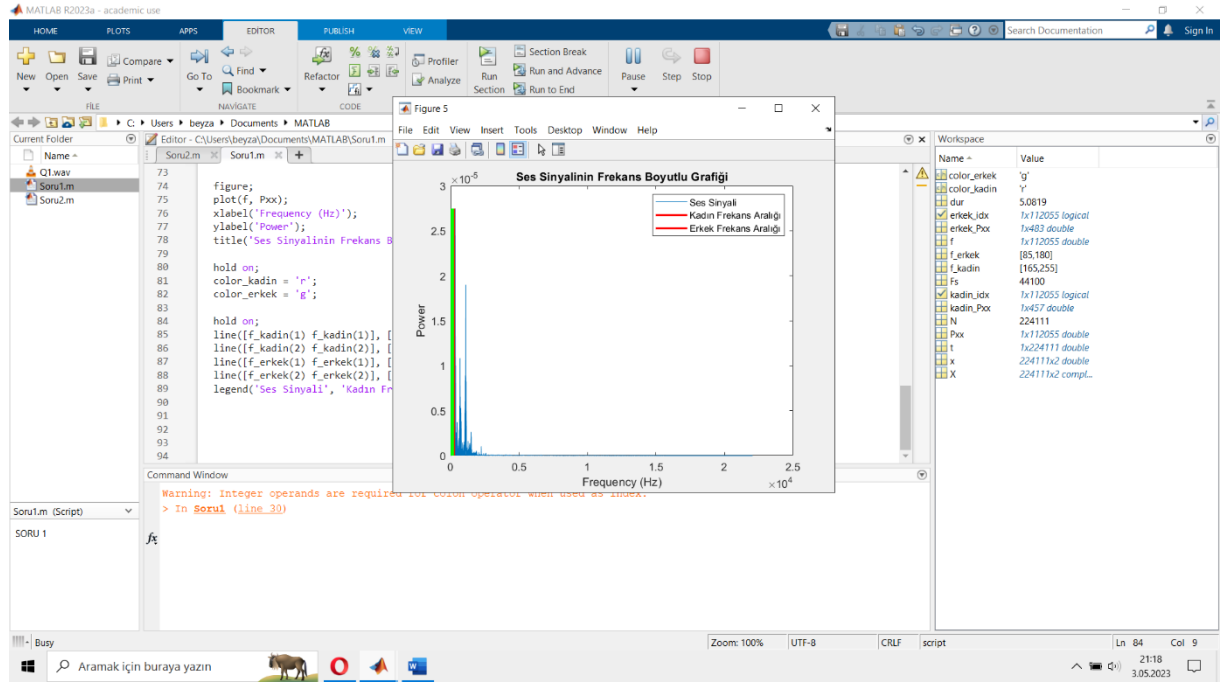 MATLAB R2023a - academic use
HOME PLOTS APPS EDİTOR PUBLISH VIEW
Search Documentation Sign In
New Open Save Compare Print
Go To Find Bookmark
Refactor
Profiler Analyze
Run Section Section Break Run and Advance Run to End
Pause Step Stop
FİLE NAVİGATE CODE
C: Users beyza Documents MATLAB
Current Folder
Name
Q1.wav
Soru1.m
Soru2.m
Editor - C:\Users\beyza\Documents\MATLAB\Soru1.m
Soru2.m Soru1.m
73
74 figure;
75 plot(f, Pxx);
76 xlabel('Frequency (Hz)');
77 ylabel('Power');
78 title('Ses Sinyalinin Frekans B
79
80 hold on;
81 color_kadin = 'r';
82 color_erkek = 'g';
83
84 hold on;
85 line([f_kadin(1) f_kadin(1)], [
86 line([f_kadin(2) f_kadin(2)], [
87 line([f_erkek(1) f_erkek(1)], [
88 line([f_erkek(2) f_erkek(2)], [
89 legend('Ses Sinyali', 'Kadın Fr
90
91
92
93
94
Figure 5
File Edit View Insert Tools Desktop Window Help
Ses Sinyalinin Frekans Boyutlu Grafiği
×10-5
3
2.5
2
1.5
1
0.5
0
Power
Ses Sinyali
Kadın Frekans Aralığı
Erkek Frekans Aralığı
0 0.5 1 1.5 2 2.5
Frequency (Hz)
×104
Workspace
Name Value
color_erkek 'g'
color_kadin 'r'
dur 5.0819
erkek_idx 1x112055 logical
erkek_Pxx 1x483 double
f 1x112055 double
f_erkek [85,180]
f_kadin [165,255]
Fs 44100
kadin_idx 1x112055 logical
kadin_Pxx 1x457 double
N 224111
Pxx 1x112055 double
t 1x224111 double
x 224111x2 double
X 224111x2 compl...
Command Window
Warning: Integer operands are required for colon operator when used as index.
> In Soru1 (line 30)
fx
Soru1.m (Script)
SORU 1
Busy
Zoom: 100% UTF-8 CRLF script Ln 84 Col 9
Aramak için buraya yazın
21:18
3.05.2023